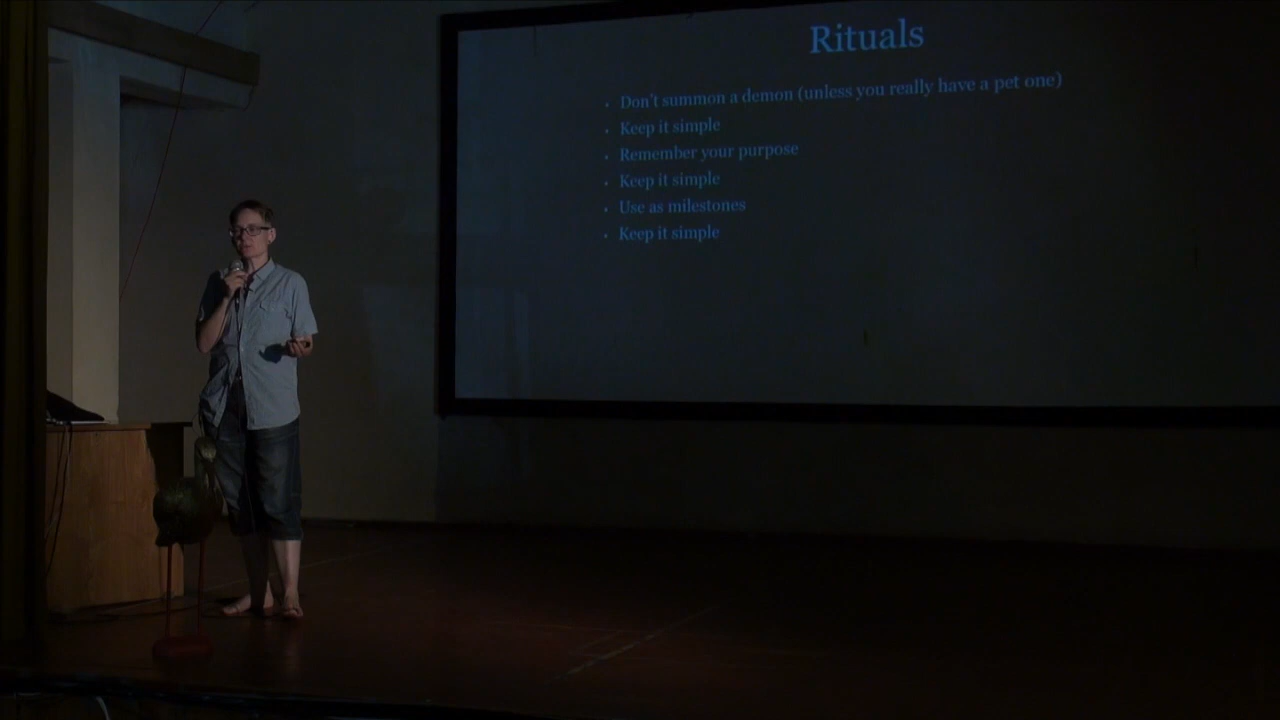 Rituals
Don't summon a demon (unless you really have a pet one)
Keep it simple
Remember your purpose
Keep it simple
Use as milestones
Keep it simple